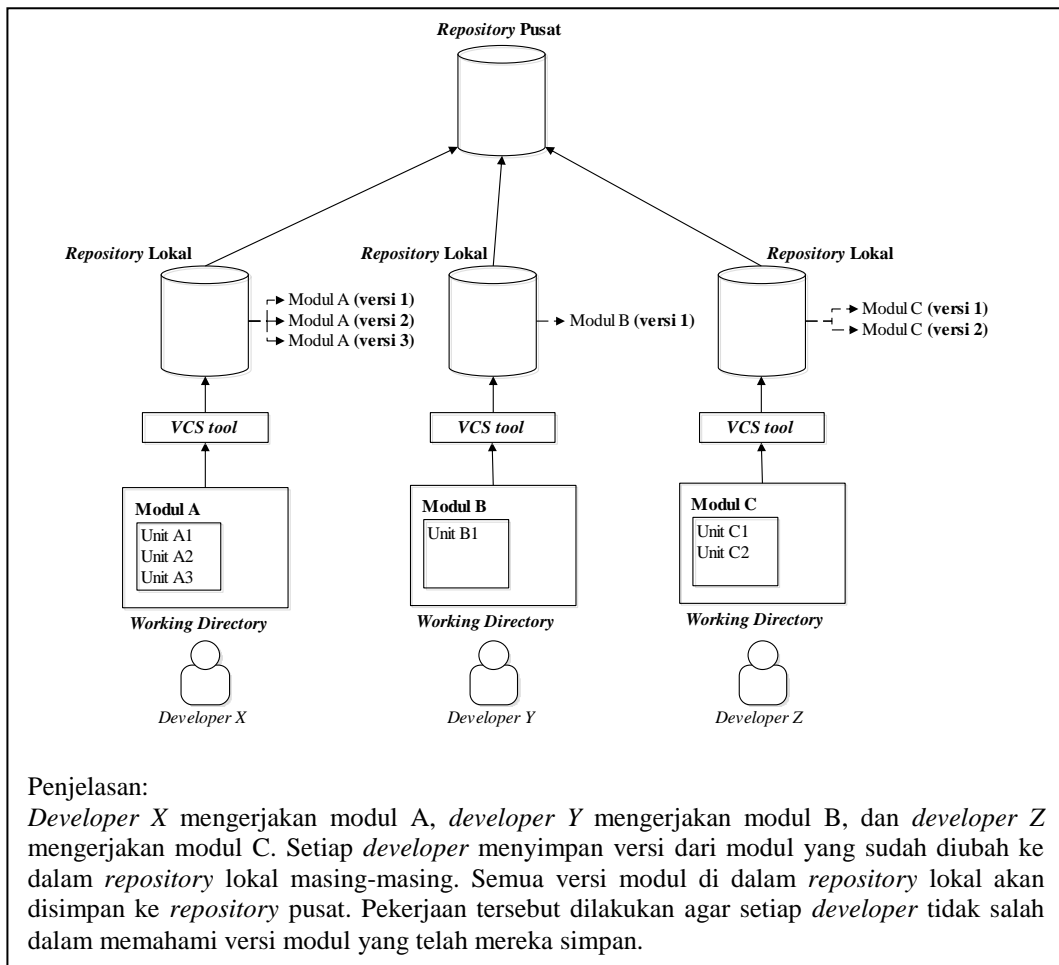 Repository Pusat
Repository Lokal
Repository Lokal
Repository Lokal
Modul A (versi 1)
Modul A (versi 2)
Modul A (versi 3)
Modul B (versi 1)
Modul C (versi 1)
Modul C (versi 2)
VCS tool
VCS tool
VCS tool
Modul A
Unit A1
Unit A2
Unit A3
Modul B
Unit B1
Modul C
Unit C1
Unit C2
Working Directory
Working Directory
Working Directory
Developer X
Developer Y
Developer Z
Penjelasan:
Developer X mengerjakan modul A, developer Y mengerjakan modul B, dan developer Z
mengerjakan modul C. Setiap developer menyimpan versi dari modul yang sudah diubah ke
dalam repository lokal masing-masing. Semua versi modul di dalam repository lokal akan
disimpan ke repository pusat. Pekerjaan tersebut dilakukan agar setiap developer tidak salah
dalam memahami versi modul yang telah mereka simpan.